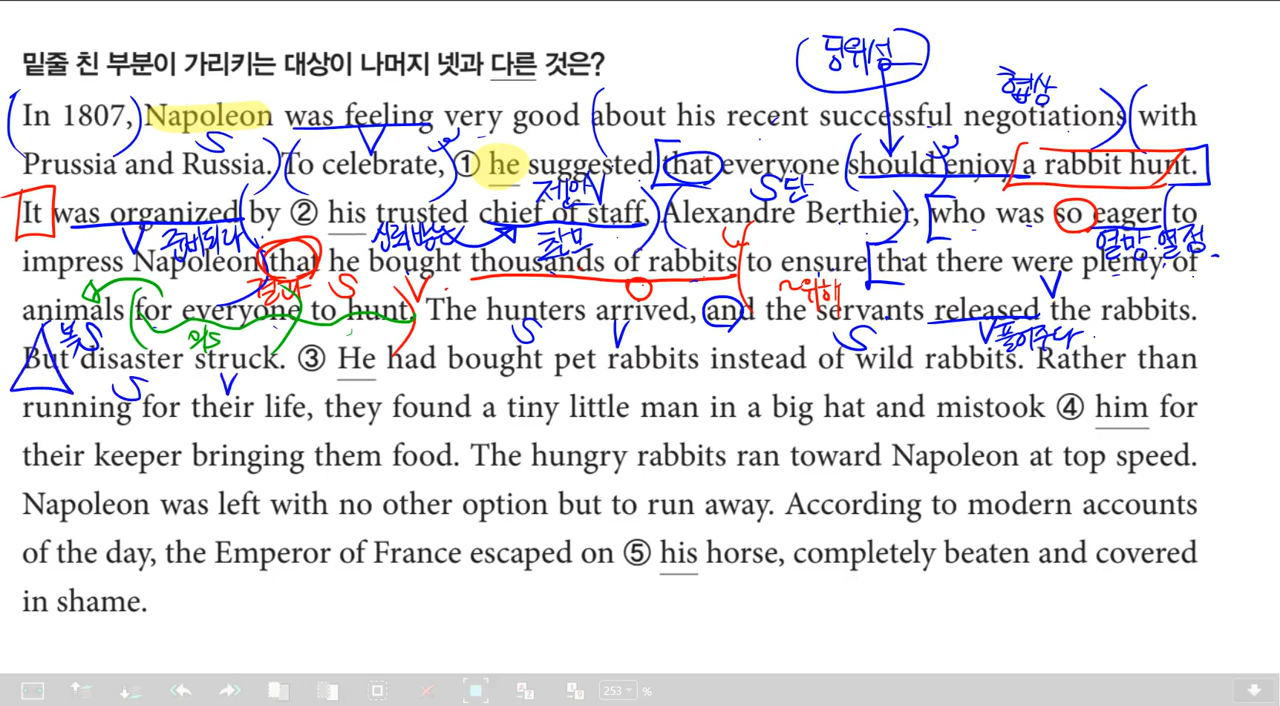 밑줄 친 부분이 가리키는 대상이 나머지 넷과 다른 것은?
당위성
협상
In 1807, Napoleon was feeling very good about his recent successful negotiations with
S V
Prussia and Russia. To celebrate, ① he suggested that everyone should enjoy a rabbit hunt.
제안V S단
It was organized by ② his trusted chief of staff, Alexandre Berthier, who was so eager to
V 준비되다 신뢰받는 참모 열망 열정
impress Napoleon that he bought thousands of rabbits to ensure that there were plenty of
결과 S V ~위해 V
animals for everyone to hunt. The hunters arrived, and the servants released the rabbits.
복S 의S S V S V풀어주다
But disaster struck. ③ He had bought pet rabbits instead of wild rabbits. Rather than
S V
running for their life, they found a tiny little man in a big hat and mistook ④ him for
their keeper bringing them food. The hungry rabbits ran toward Napoleon at top speed.
Napoleon was left with no other option but to run away. According to modern accounts
of the day, the Emperor of France escaped on ⑤ his horse, completely beaten and covered
in shame.
253 %